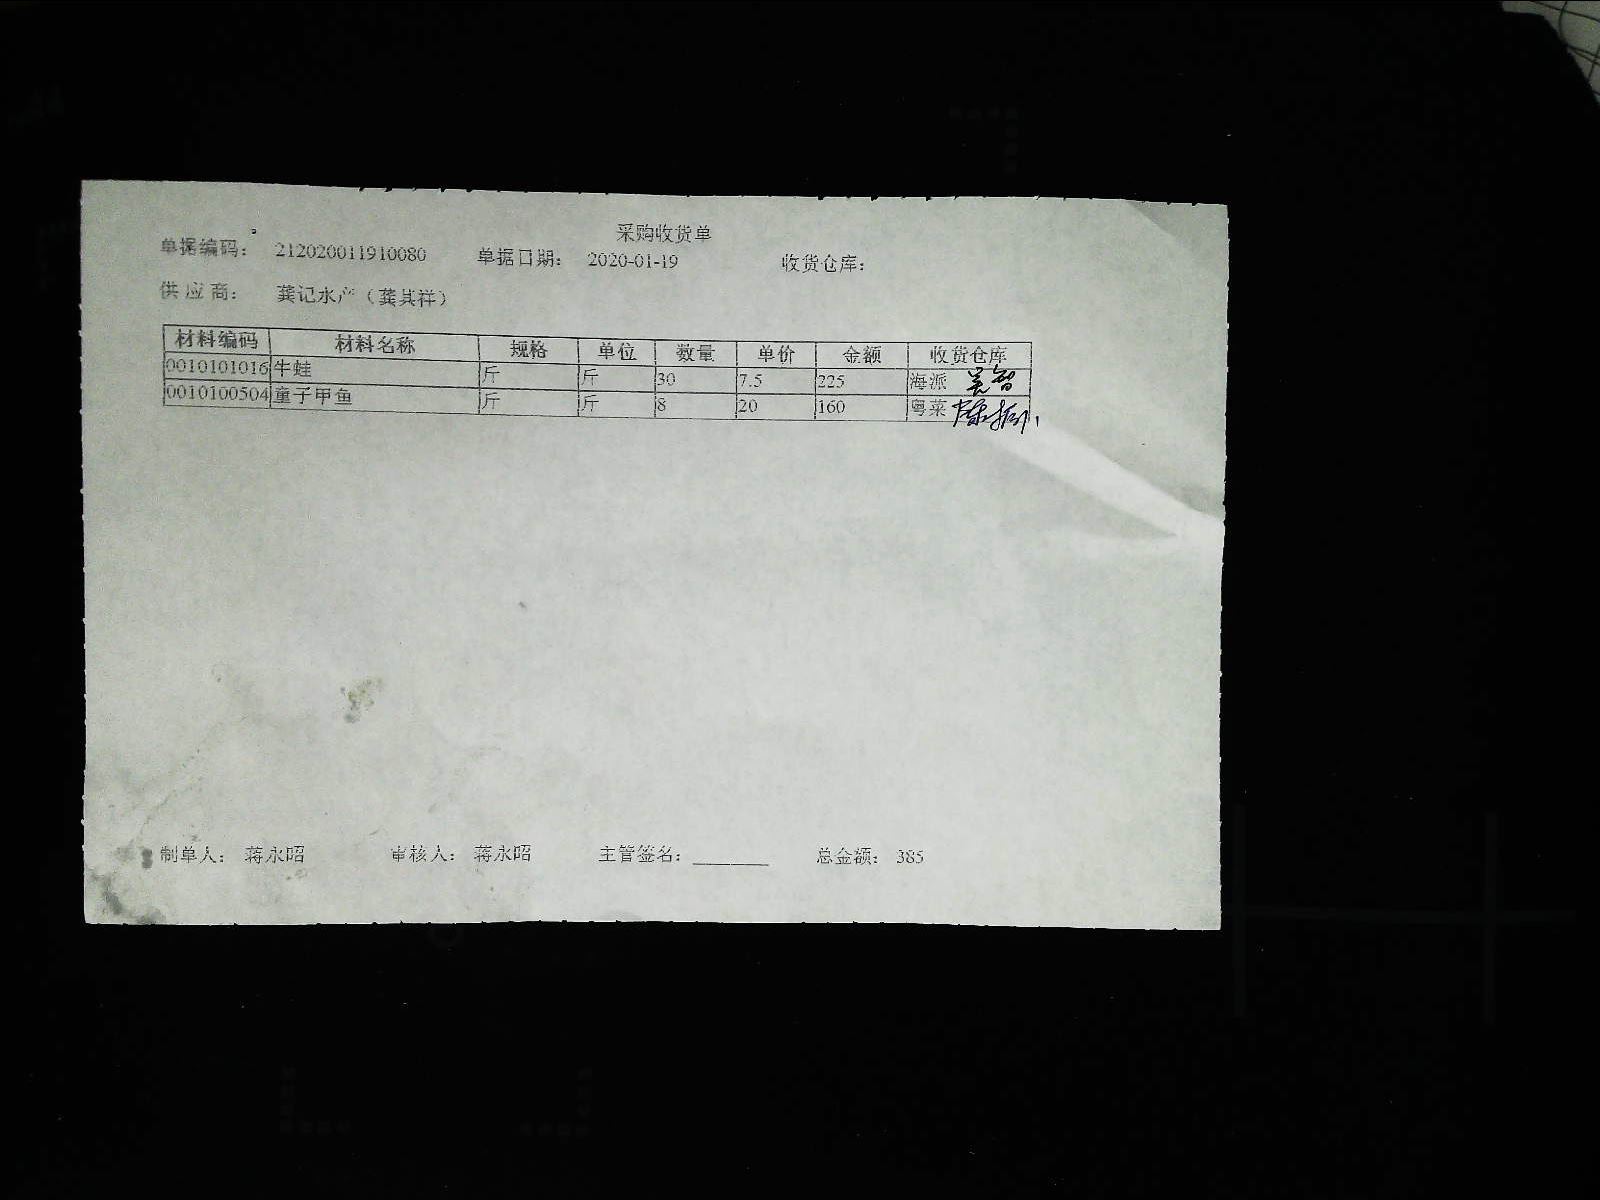 采购收货单
单据编码： 212020011910080 单据日期： 2020-01-19 收货仓库：
供应商： 龚记水产（龚其祥）
材料编码 材料名称 规格 单位 数量 单价 金额 收货仓库
0010101016 牛蛙 斤 斤 30 7.5 225 海派
0010100504 童子甲鱼 斤 斤 8 20 160 粤菜
制单人： 蒋永昭 审核人： 蒋永昭 主管签名： ________ 总金额： 385